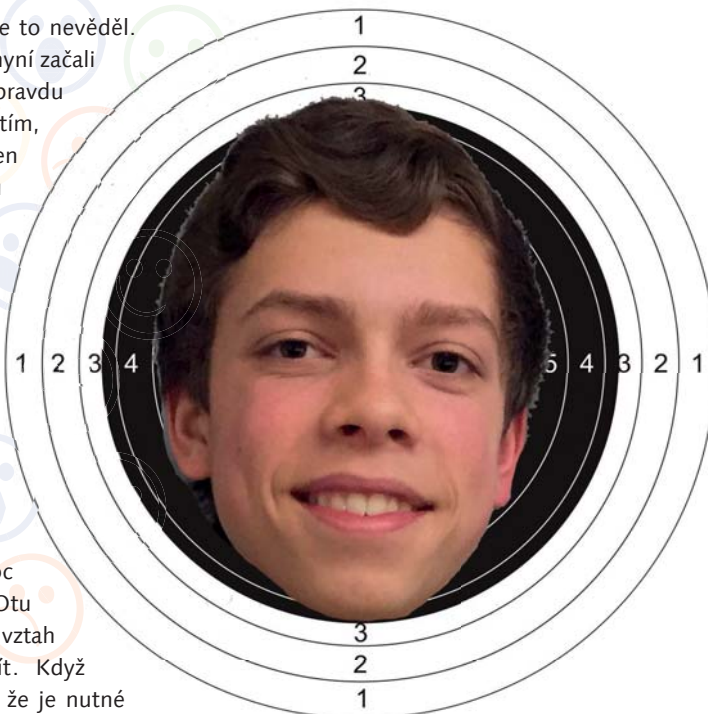 e to nevěděl.
nyní začali
pravdu
tím,
en
1
2
3
1 2 3 4 5 4 3 2 1
oc
Otu
vztah
ít. Když
že je nutné
3
2
1